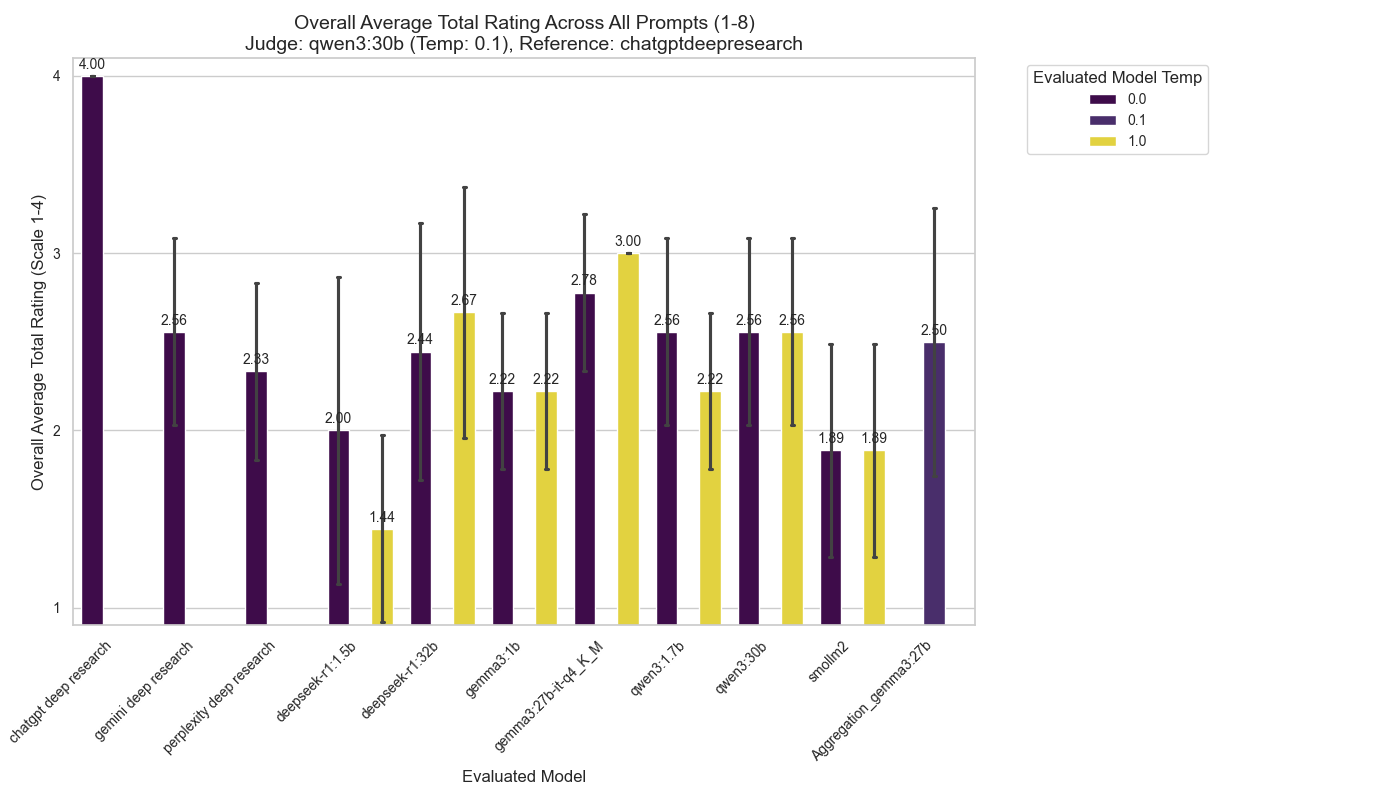 Overall Average Total Rating Across All Prompts (1-8)
Judge: qwen3:30b (Temp: 0.1), Reference: chatgptdeepresearch
Overall Average Total Rating (Scale 1-4)
4
3
2
1
4.00
2.56
2.33
2.00
1.44
2.44
2.67
2.22
2.22
2.78
3.00
2.56
2.22
2.56
2.56
1.89
1.89
2.50
chatgpt deep research
gemini deep research
perplexity deep research
deepseek-r1:1.5b
deepseek-r1:32b
gemma3:1b
gemma3:27b-it-q4_K_M
qwen3:1.7b
qwen3:30b
smollm2
Aggregation_gemma3:27b
Evaluated Model
Evaluated Model Temp
0.0
0.1
1.0